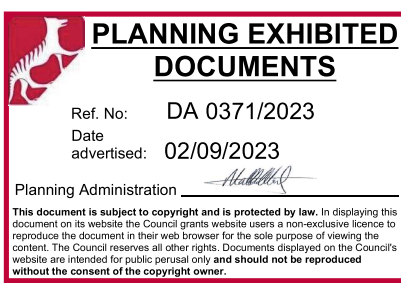 PLANNING EXHIBITED
DOCUMENTS
Ref. No: DA 0371/2023
Date
advertised: 02/09/2023
Planning Administration
This document is subject to copyright and is protected by law. In displaying this
document on its website the Council grants website users a non-exclusive licence to
reproduce the document in their web browser for the sole purpose of viewing the
content. The Council reserves all other rights. Documents displayed on the Council's
website are intended for public perusal only and should not be reproduced
without the consent of the copyright owner.